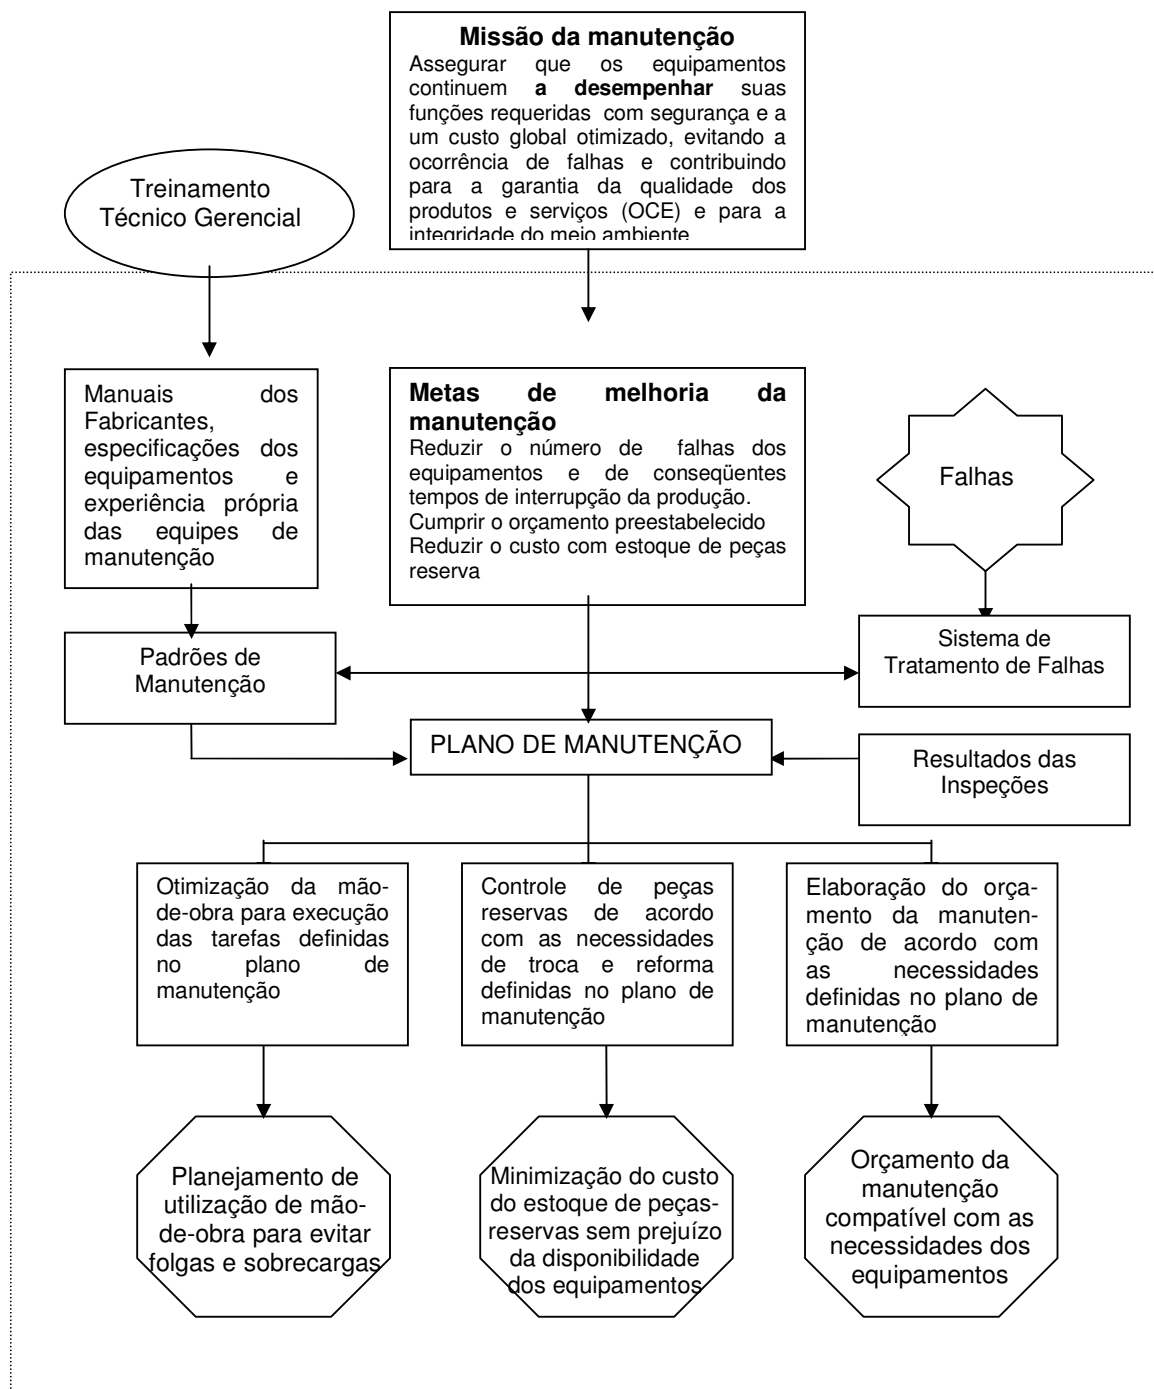 Missão da manutenção
Assegurar que os equipamentos
continuem a desempenhar suas
funções requeridas com segurança e a
um custo global otimizado, evitando a
ocorrência de falhas e contribuindo
para a garantia da qualidade dos
produtos e serviços (OCE) e para a
integridade do meio ambiente
Treinamento
Técnico Gerencial
Manuais dos
Fabricantes,
especificações dos
equipamentos e
experiência própria
das equipes de
manutenção
Metas de melhoria da
manutenção
Reduzir o número de falhas dos
equipamentos e de conseqüentes
tempos de interrupção da produção.
Cumprir o orçamento preestabelecido
Reduzir o custo com estoque de peças
reserva
Falhas
Padrões de
Manutenção
Sistema de
Tratamento de Falhas
PLANO DE MANUTENÇÃO
Resultados das
Inspeções
Otimização da mão-
de-obra para execução
das tarefas definidas
no plano de
manutenção
Controle de peças
reservas de acordo
com as necessidades
de troca e reforma
definidas no plano de
manutenção
Elaboração do orça-
mento da manuten-
ção de acordo com
as necessidades
definidas no plano de
manutenção
Planejamento de
utilização de mão-
de-obra para evitar
folgas e sobrecargas
Minimização do custo
do estoque de peças-
reservas sem prejuízo
da disponibilidade
dos equipamentos
Orçamento da
manutenção
compatível com as
necessidades dos
equipamentos